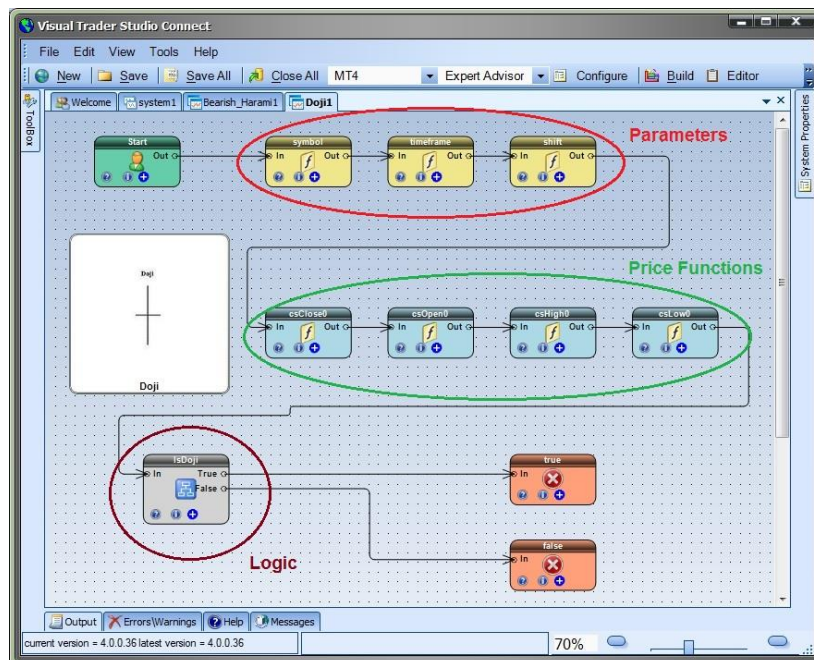 Visual Trader Studio Connect
File Edit View Tools Help
New Save Save All Close All MT4 Expert Advisor Configure Build Editor
ToolBox
Welcome system1 Bearish_Harami1 Doji1
System Properties
Parameters
Start symbol timeframe shift
Out In Out In Out In Out
Price Functions
Doji
Doji
csClose0 csOpen0 csHigh0 csLow0
In Out In Out In Out In Out
IsDoji true
In True In
False
Logic
false
In
Output Errors\Warnings Help Messages
current version = 4.0.0.36 latest version = 4.0.0.36 70%